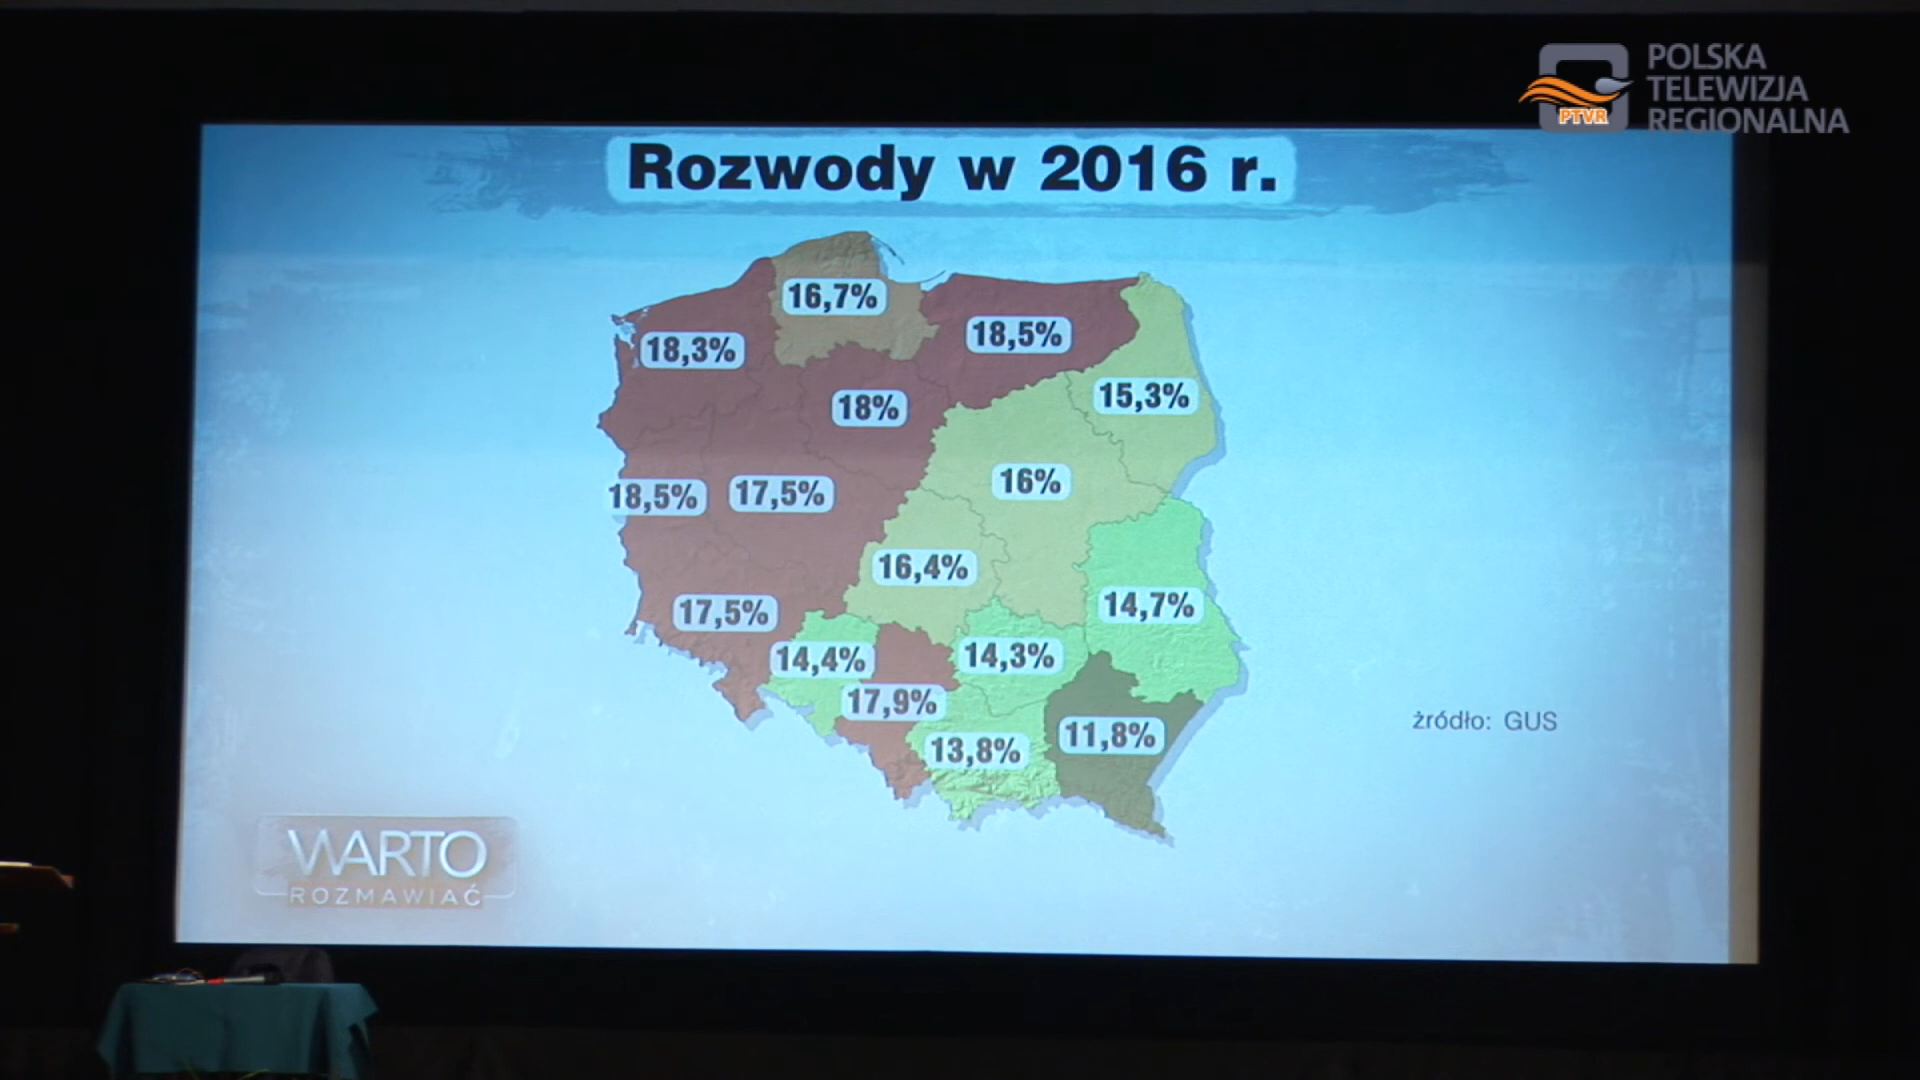 POLSKA
TELEWIZJA
REGIONALNA
PTVR
Rozwody w 2016 r.
16,7%
18,3%
18,5%
18%
15,3%
18,5%
17,5%
16%
16,4%
17,5%
14,7%
14,4%
14,3%
17,9%
13,8%
11,8%
źródło: GUS
WARTO
ROZMAWIAĆ